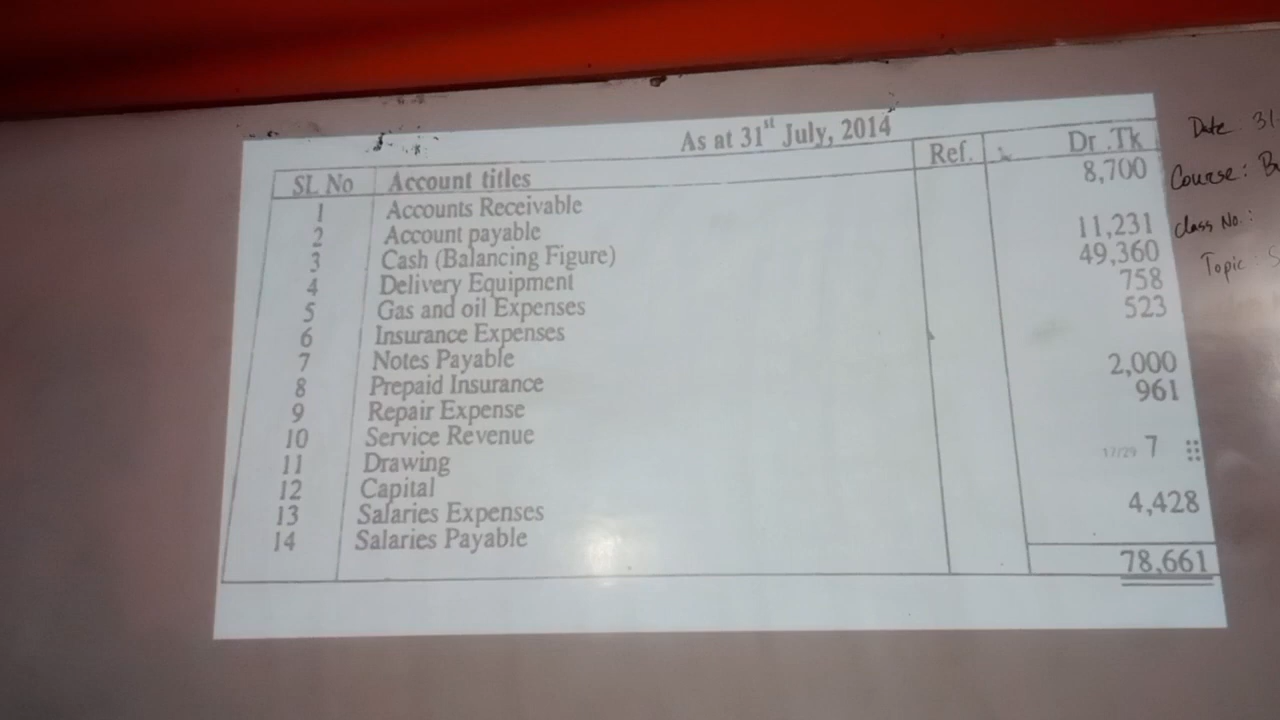 As at 31st July, 2014
SL No Account titles Ref. Dr .Tk
1 Accounts Receivable 8,700
2 Account payable
3 Cash (Balancing Figure) 11,231
4 Delivery Equipment 49,360
5 Gas and oil Expenses 758
6 Insurance Expenses 523
7 Notes Payable
8 Prepaid Insurance 2,000
9 Repair Expense 961
10 Service Revenue
11 Drawing 17/29 7
12 Capital
13 Salaries Expenses 4,428
14 Salaries Payable
78,661
Date 31
Course :
class No. :
Topic :